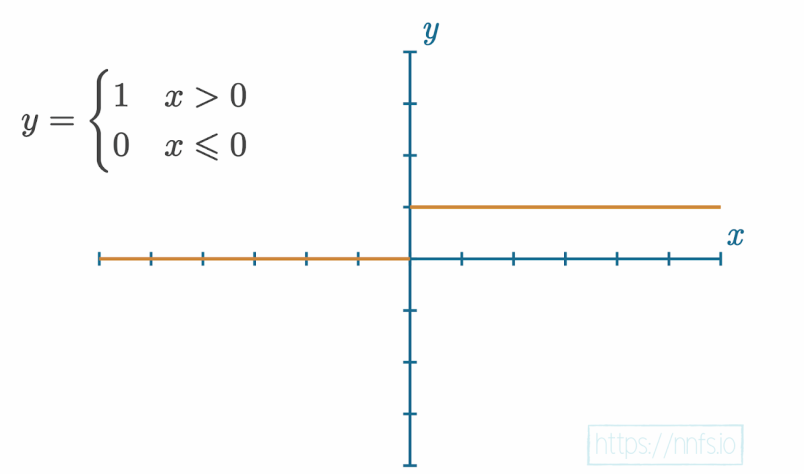 y
y = { 1 x > 0
0 x ⩽ 0
x
https://nnfs.io